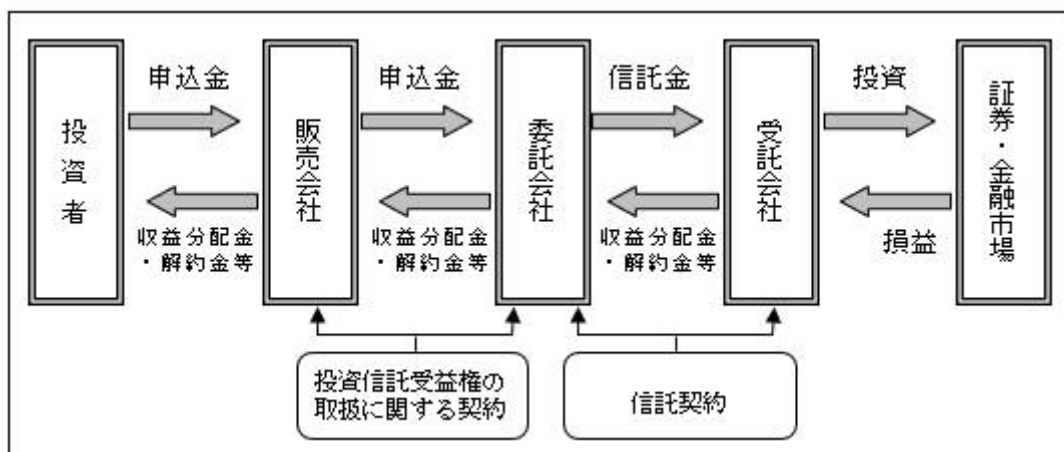 投資者
申込金
収益分配金
・解約金等
販売会社
申込金
収益分配金
・解約金等
委託会社
信託金
収益分配金
・解約金等
受託会社
投資
損益
証券・金融市場
投資信託受益権の
取扱に関する契約
信託契約